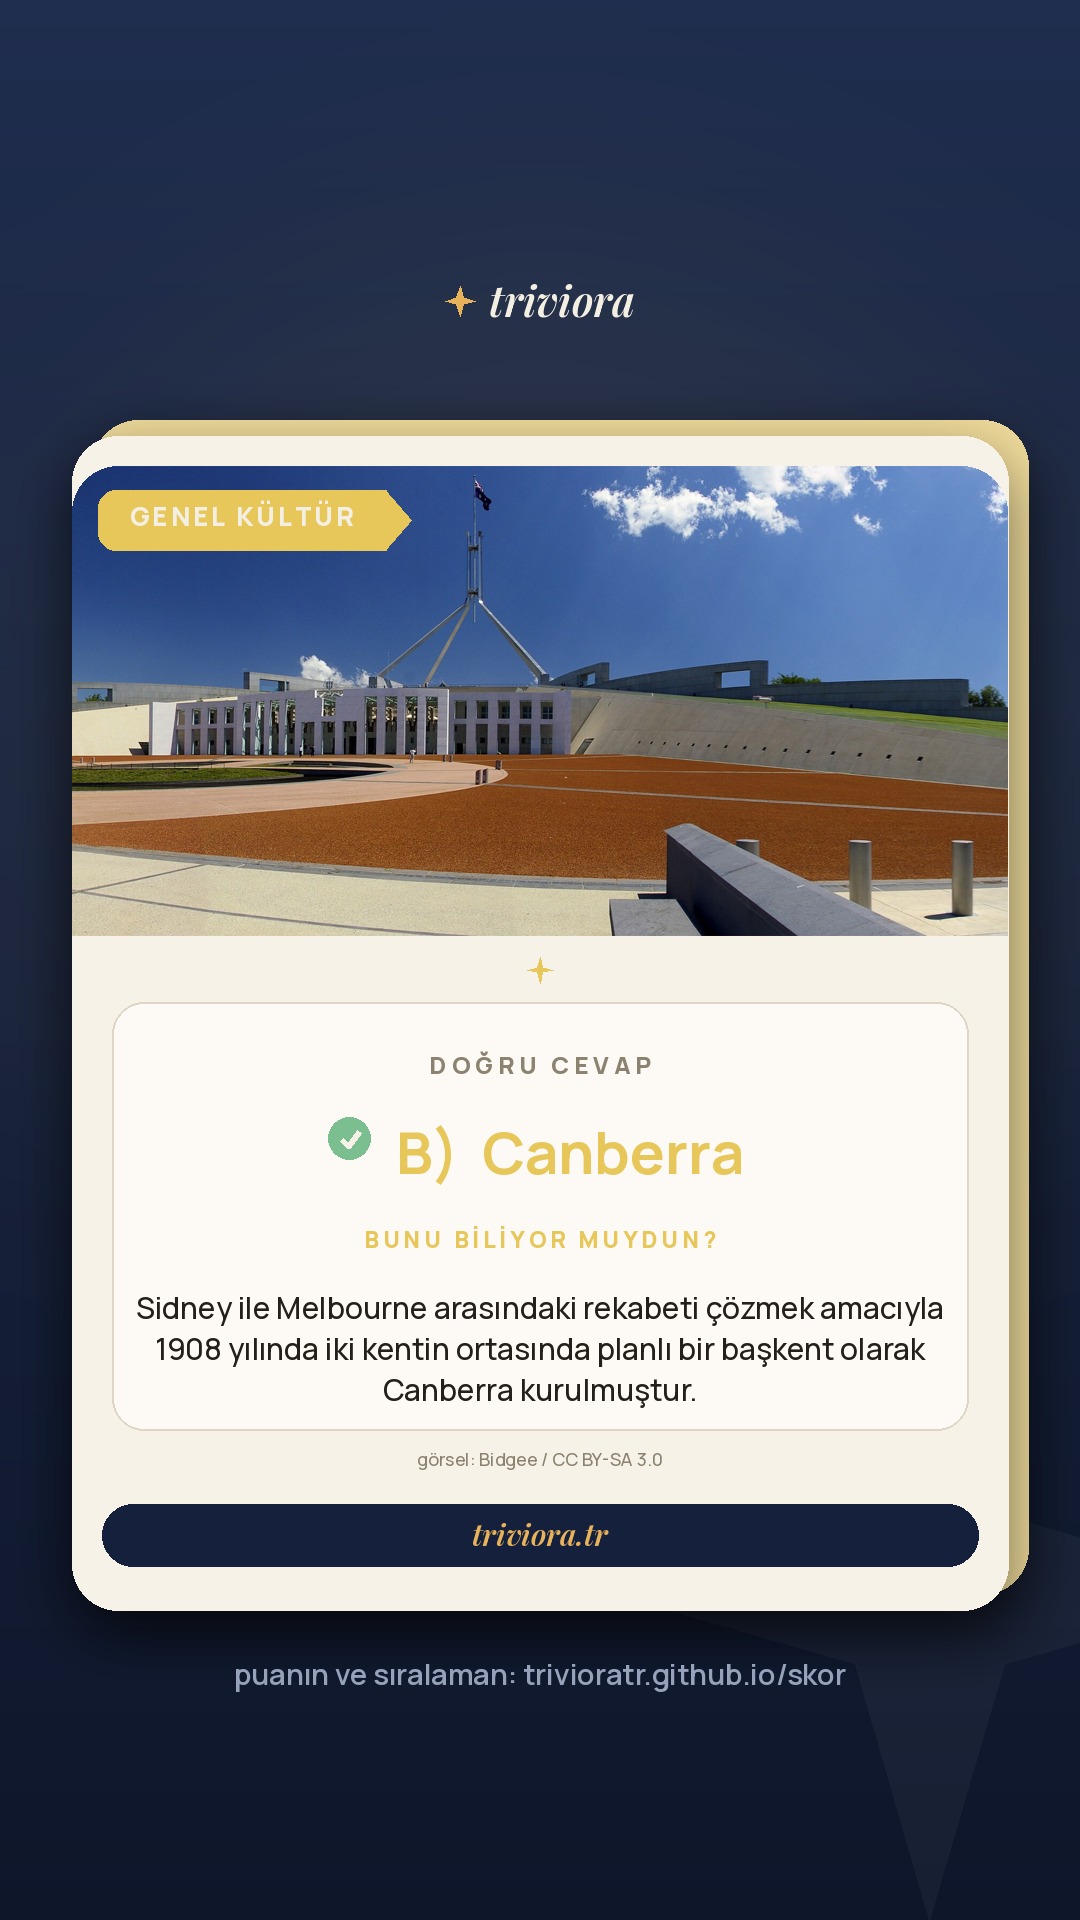 triviora
GENEL KÜLTÜR
DOĞRU CEVAP
B) Canberra
BUNU BİLİYOR MUYDUN?
Sidney ile Melbourne arasındaki rekabeti çözmek amacıyla
1908 yılında iki kentin ortasında planlı bir başkent olarak
Canberra kurulmuştur.
görsel: Bidgee / CC BY-SA 3.0
triviora.tr
puanın ve sıralaman: trivioratr.github.io/skor